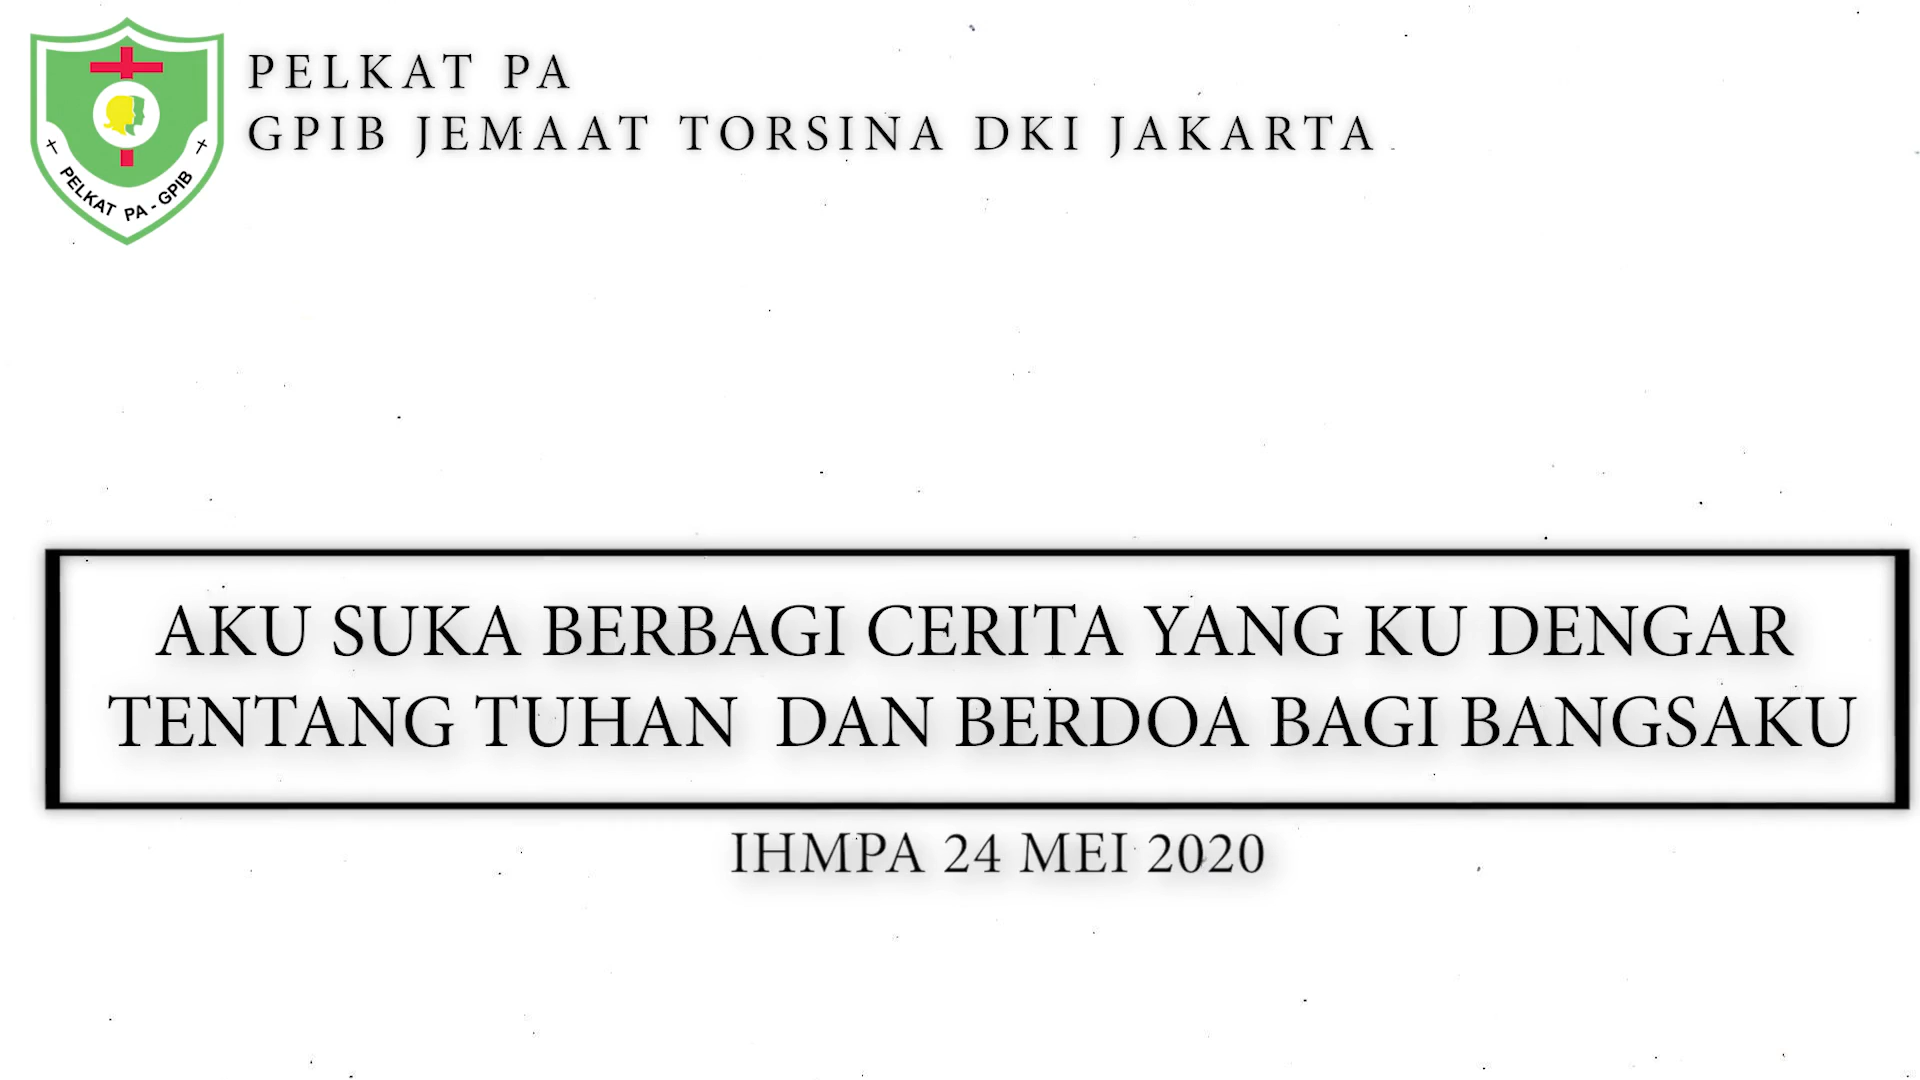 PELKAT PA
GPIB JEMAAT TORSINA DKI JAKARTA
PELKAT PA - GPIB
AKU SUKA BERBAGI CERITA YANG KU DENGAR
TENTANG TUHAN DAN BERDOA BAGI BANGSAKU
IHMPA 24 MEI 2020